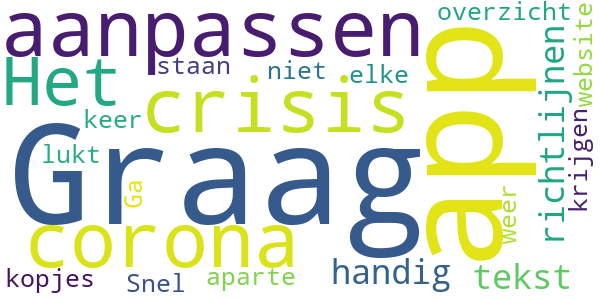 aanpassen
overzicht
Het
staan
niet
elke
crisis
app
richtlijnen
website
keer
krijgen
Graag
lukt
Ga
weer
corona
kopjes
Snel
aparte
handig
tekst